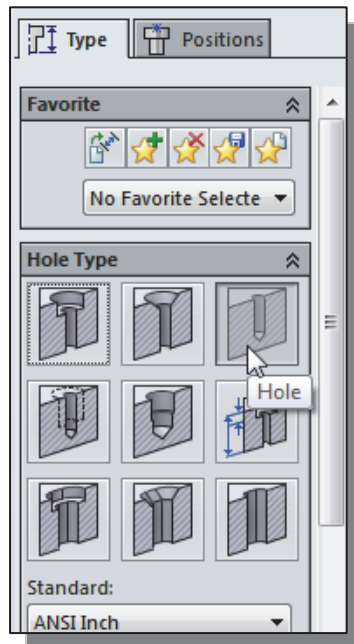 Type Positions
Favorite
No Favorite Selecte
Hole Type
Hole
Standard:
ANSI Inch